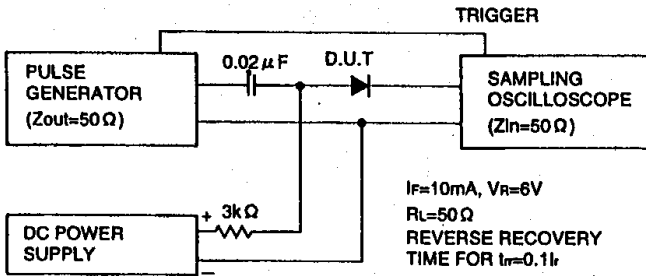 TRIGGER
0.02μF
D.U.T
PULSE
GENERATOR
(Zout=50Ω)
SAMPLING
OSCILLOSCOPE
(ZIn=50Ω)
+
3kΩ
DC POWER
SUPPLY
−
IF=10mA, VR=6V
RL=50Ω
REVERSE RECOVERY
TIME FOR trr=0.1Ir